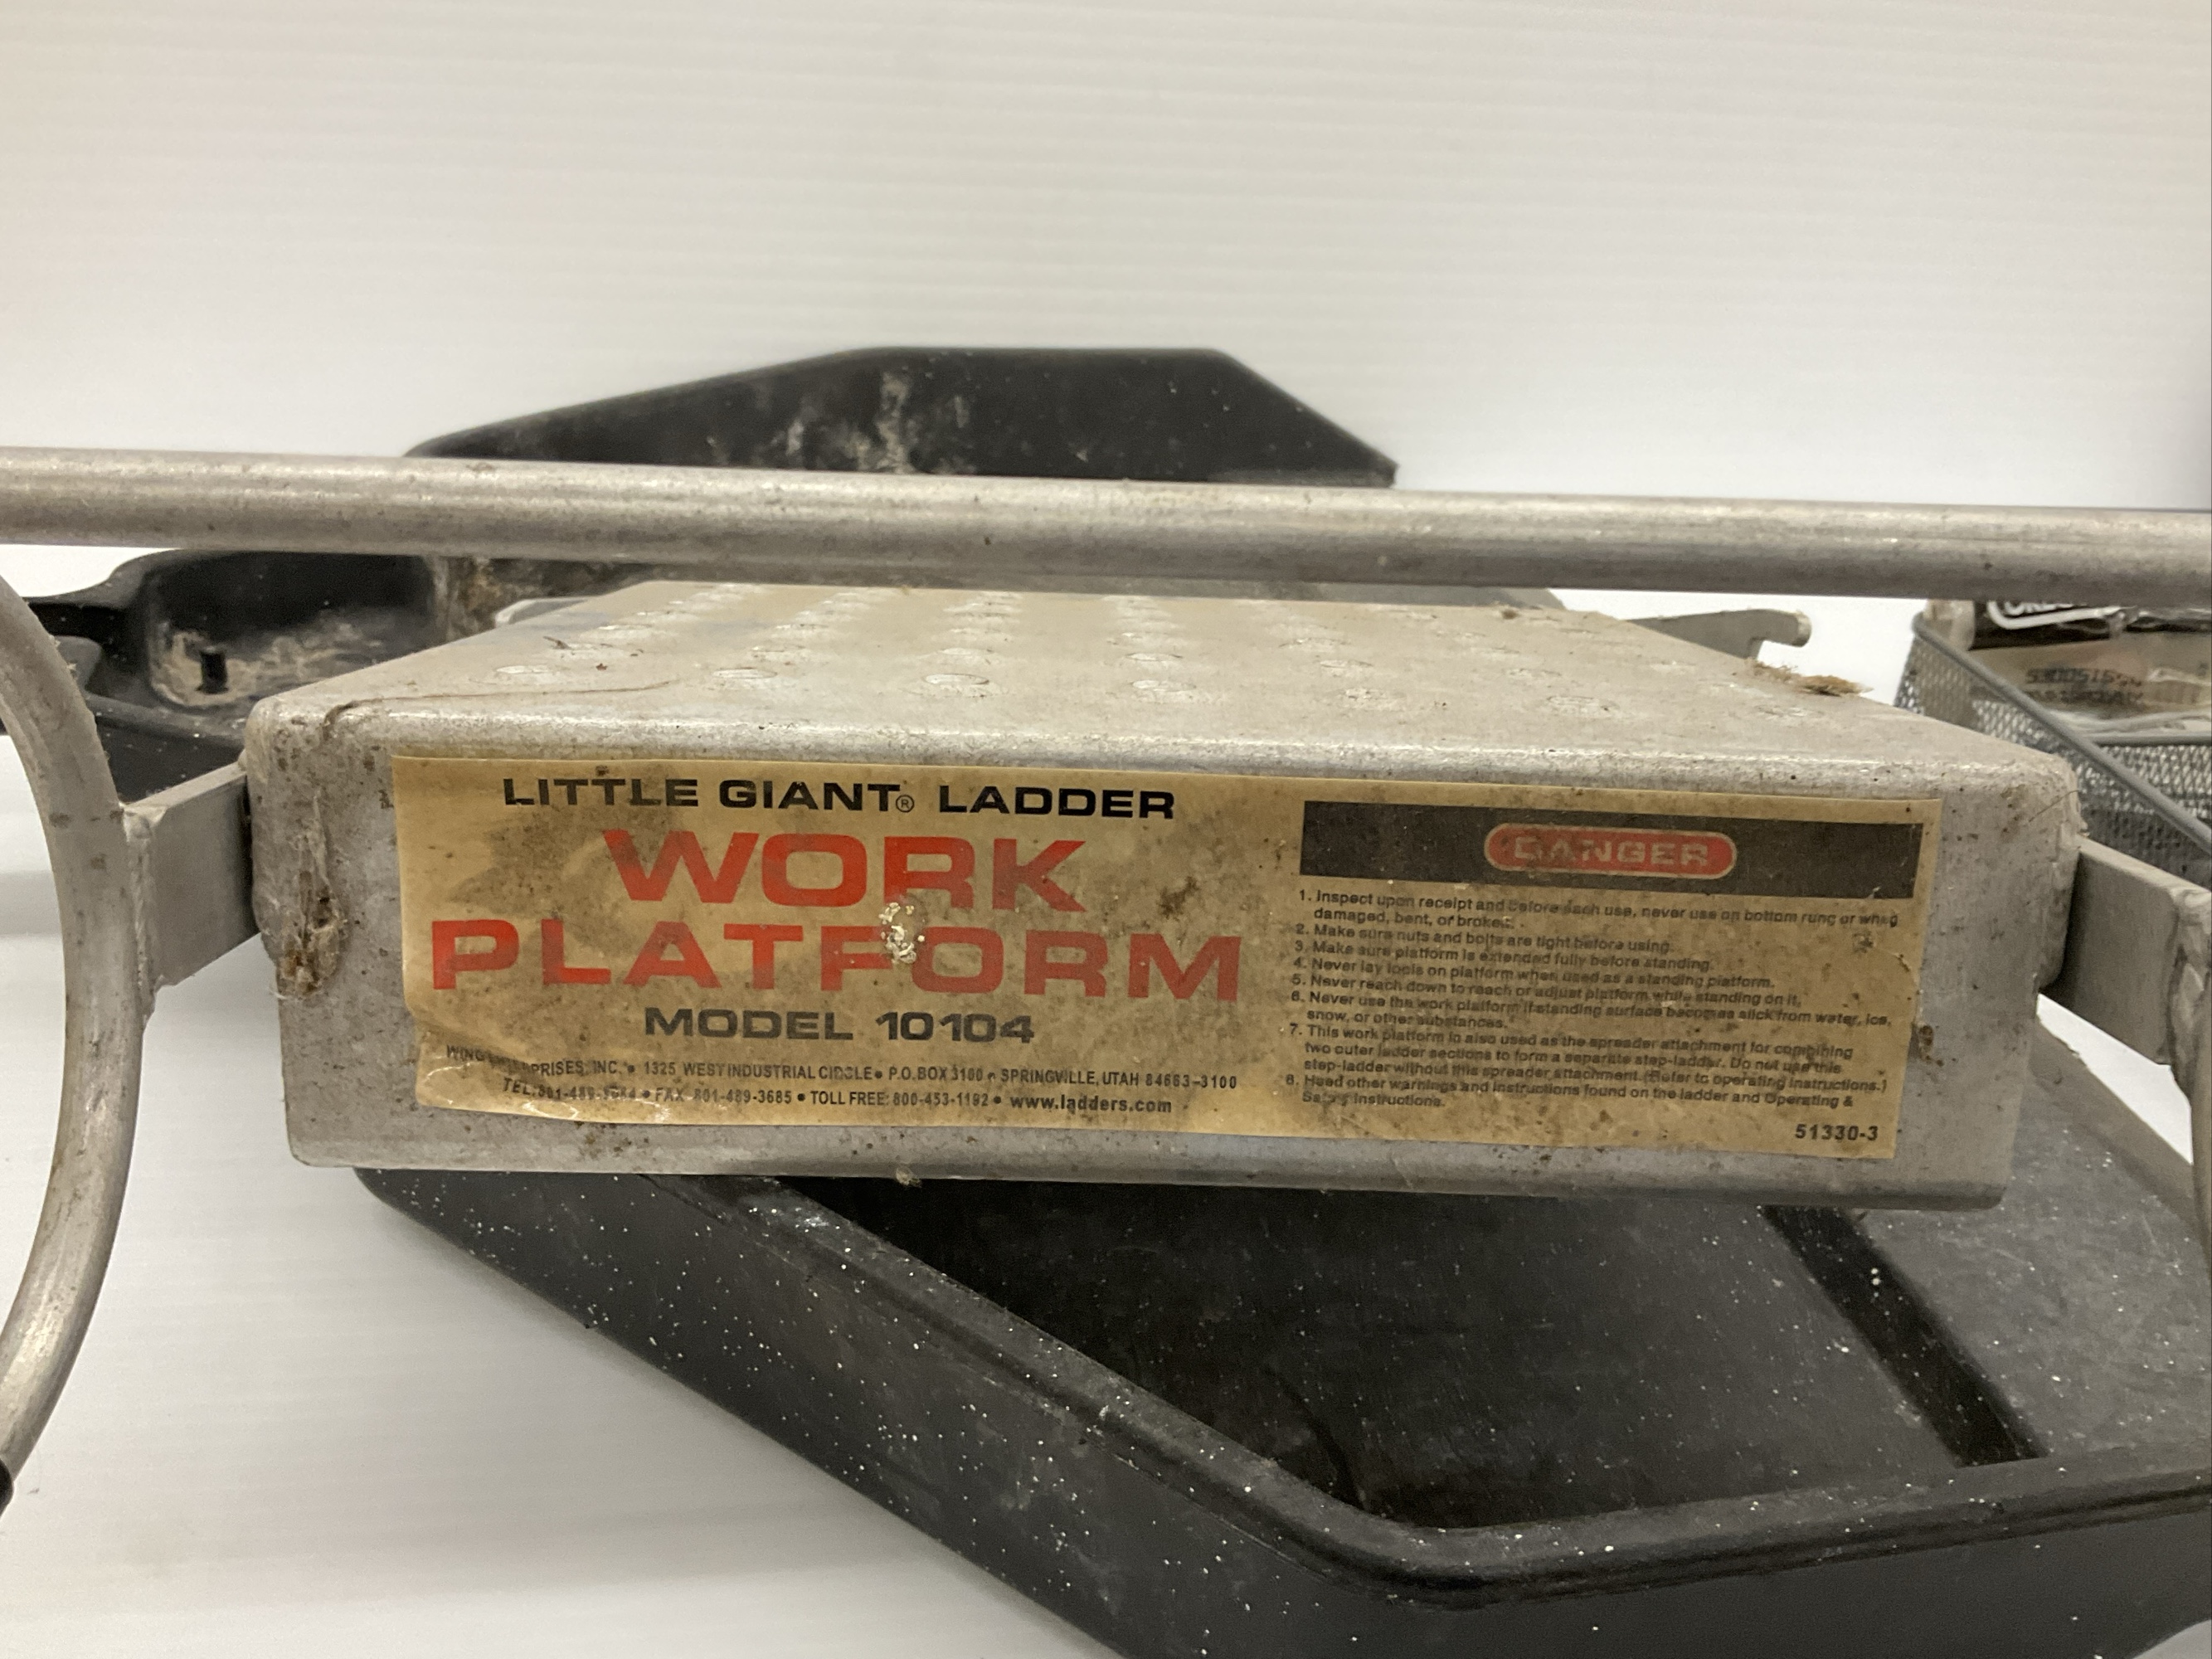 LITTLE GIANT® LADDER
WORK
PLATFORM
MODEL 10104
PRISES, INC. • 1325 WEST INDUSTRIAL CIRCLE • P.O. BOX 3100 • SPRINGVILLE, UTAH 84663-3100
FAX 801-489-3685 • TOLL FREE: 800-453-1192 • www.ladders.com
DANGER
1. Inspect upon receipt and before each use, never use on bottom rung or when
damaged, bent, or broken.
2. Make sure nuts and bolts are tight before using.
3. Make sure platform is extended fully before standing.
4. Never lay tools on platform when used as a standing platform.
5. Never reach down to reach or adjust platform while standing on it.
6. Never use the work platform if standing surface becomes slick from water, ice,
snow, or other substances.
7. This work platform is also used as the spreader attachment for combining
two outer ladder sections to form a separate step-ladder. Do not use this
step-ladder without this spreader attachment. (Refer to operating instructions.)
8. Heed other warnings and instructions found on the ladder and Operating &
Safety Instructions.
51330-3